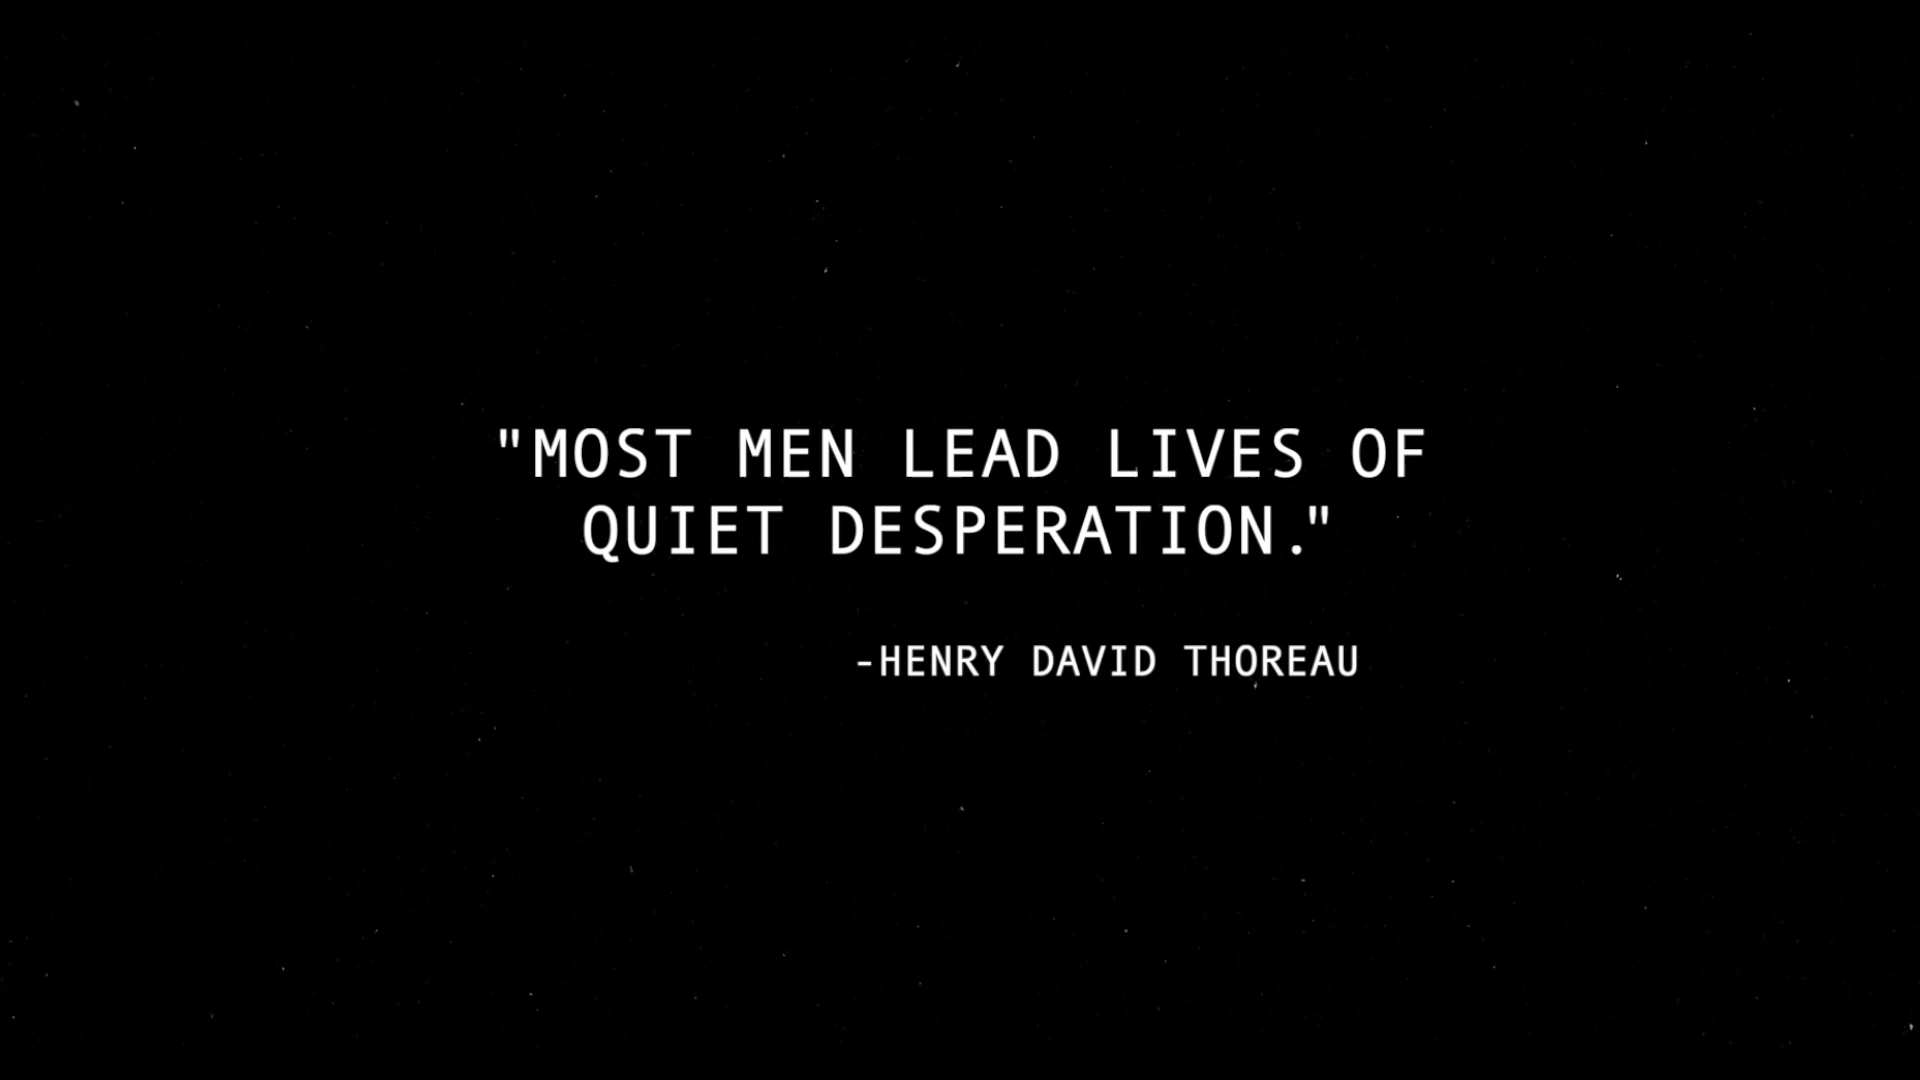 "MOST MEN LEAD LIVES OF
QUIET DESPERATION."
-HENRY DAVID THOREAU